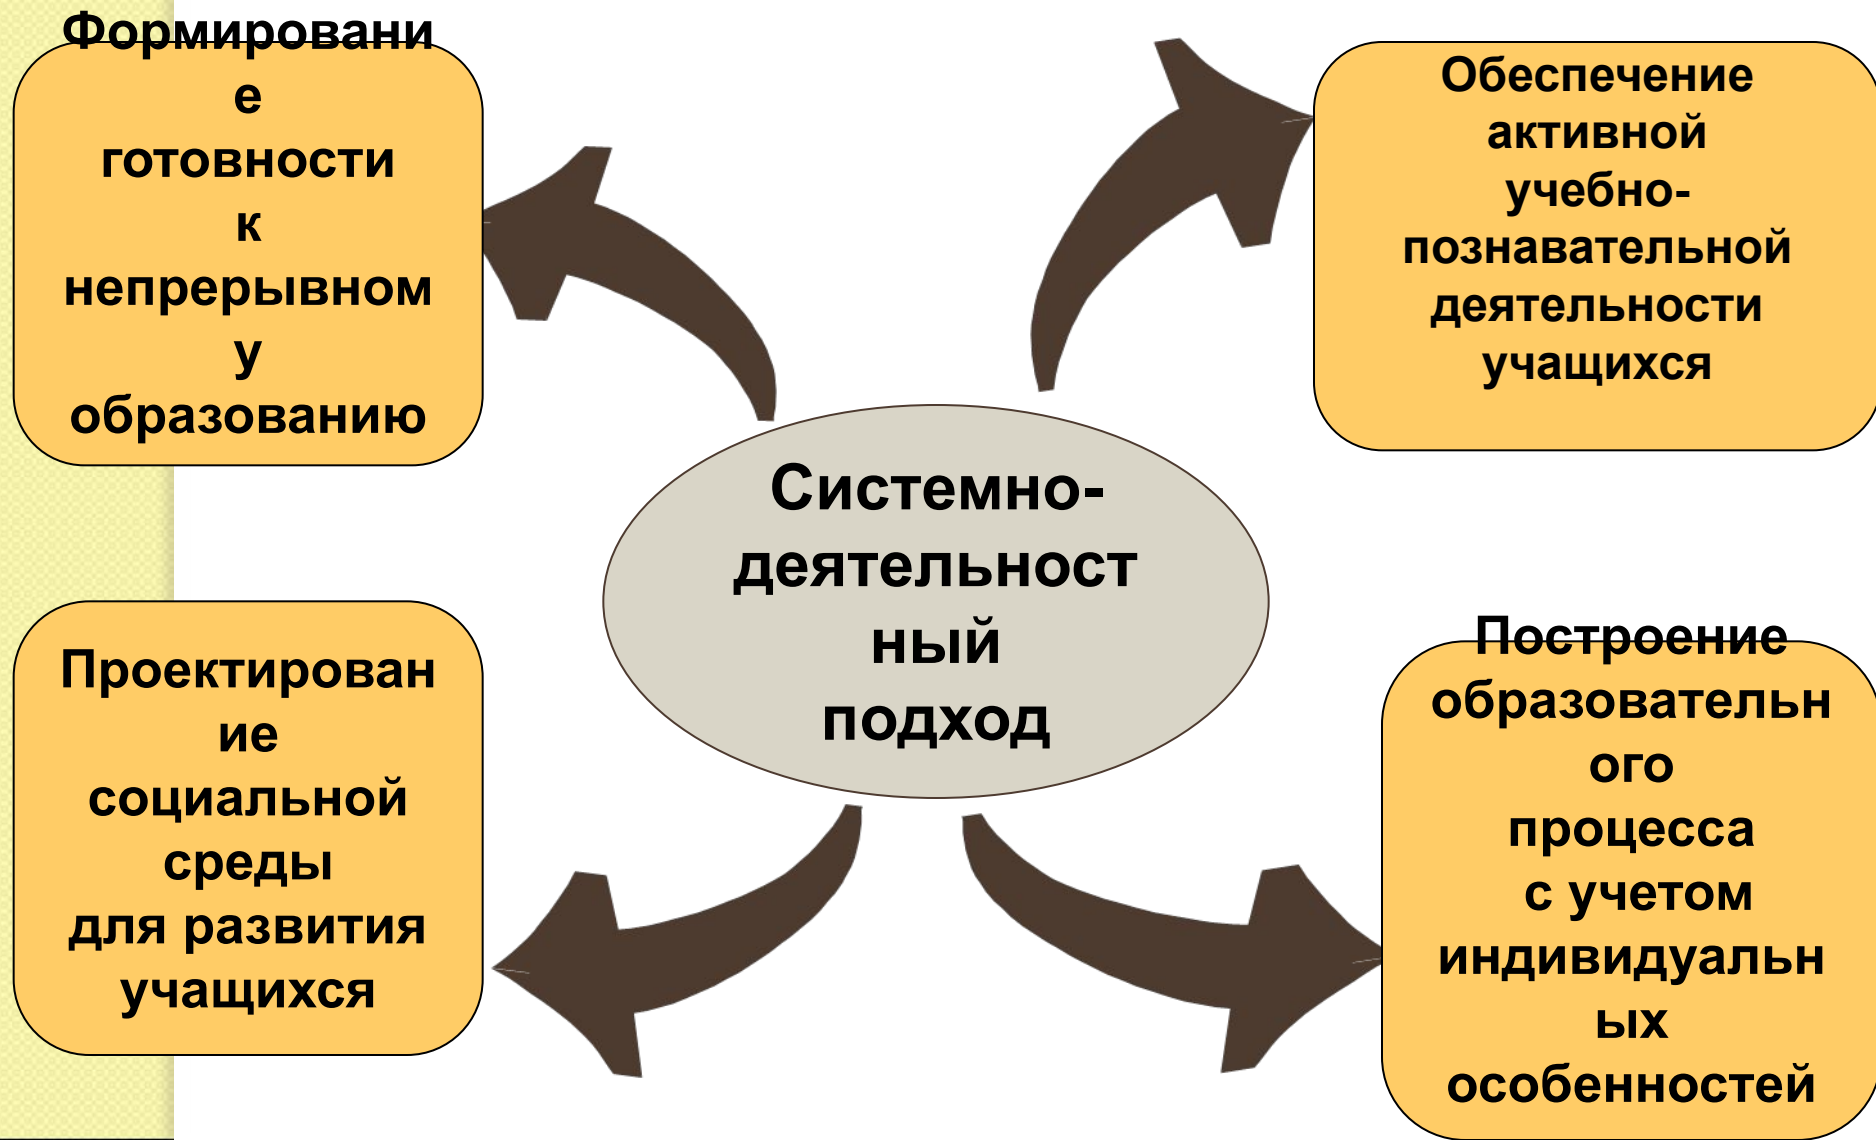 Формировани
е
готовности
к
непрерывном
у
образованию
Обеспечение
активной
учебно-
познавательной
деятельности
учащихся
Системно-
деятельност
ный
подход
Проектирован
ие
социальной
среды
для развития
учащихся
Построение
образовательн
ого
процесса
с учетом
индивидуальн
ых
особенностей